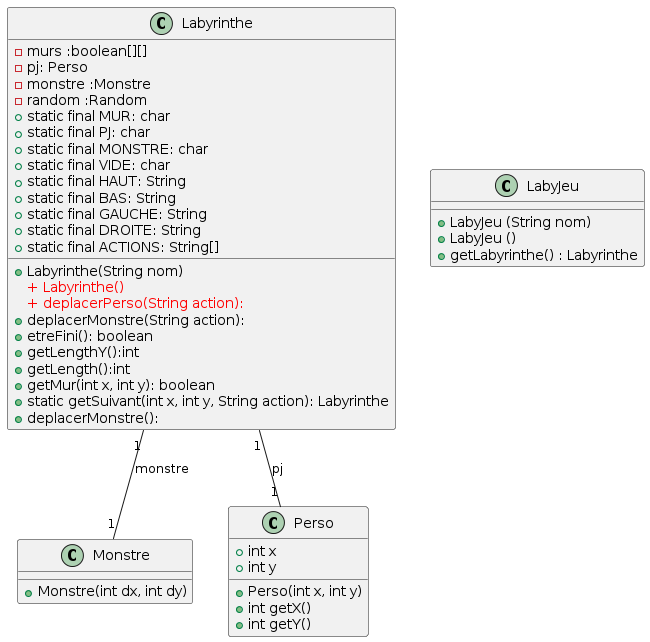 C Labyrinthe
murs :boolean[][]
pj: Perso
monstre :Monstre
random :Random
static final MUR: char
static final PJ: char
static final MONSTRE: char
static final VIDE: char
static final HAUT: String
static final BAS: String
static final GAUCHE: String
static final DROITE: String
static final ACTIONS: String[]
Labyrinthe(String nom)
+ Labyrinthe()
+ deplacerPerso(String action):
deplacerMonstre(String action):
etreFini(): boolean
getLengthY():int
getLength():int
getMur(int x, int y): boolean
static getSuivant(int x, int y, String action): Labyrinthe
deplacerMonstre():
C LabyJeu
LabyJeu (String nom)
LabyJeu ()
getLabyrinthe() : Labyrinthe
1
monstre
1
1
pj
1
C Monstre
Monstre(int dx, int dy)
C Perso
int x
int y
Perso(int x, int y)
int getX()
int getY()